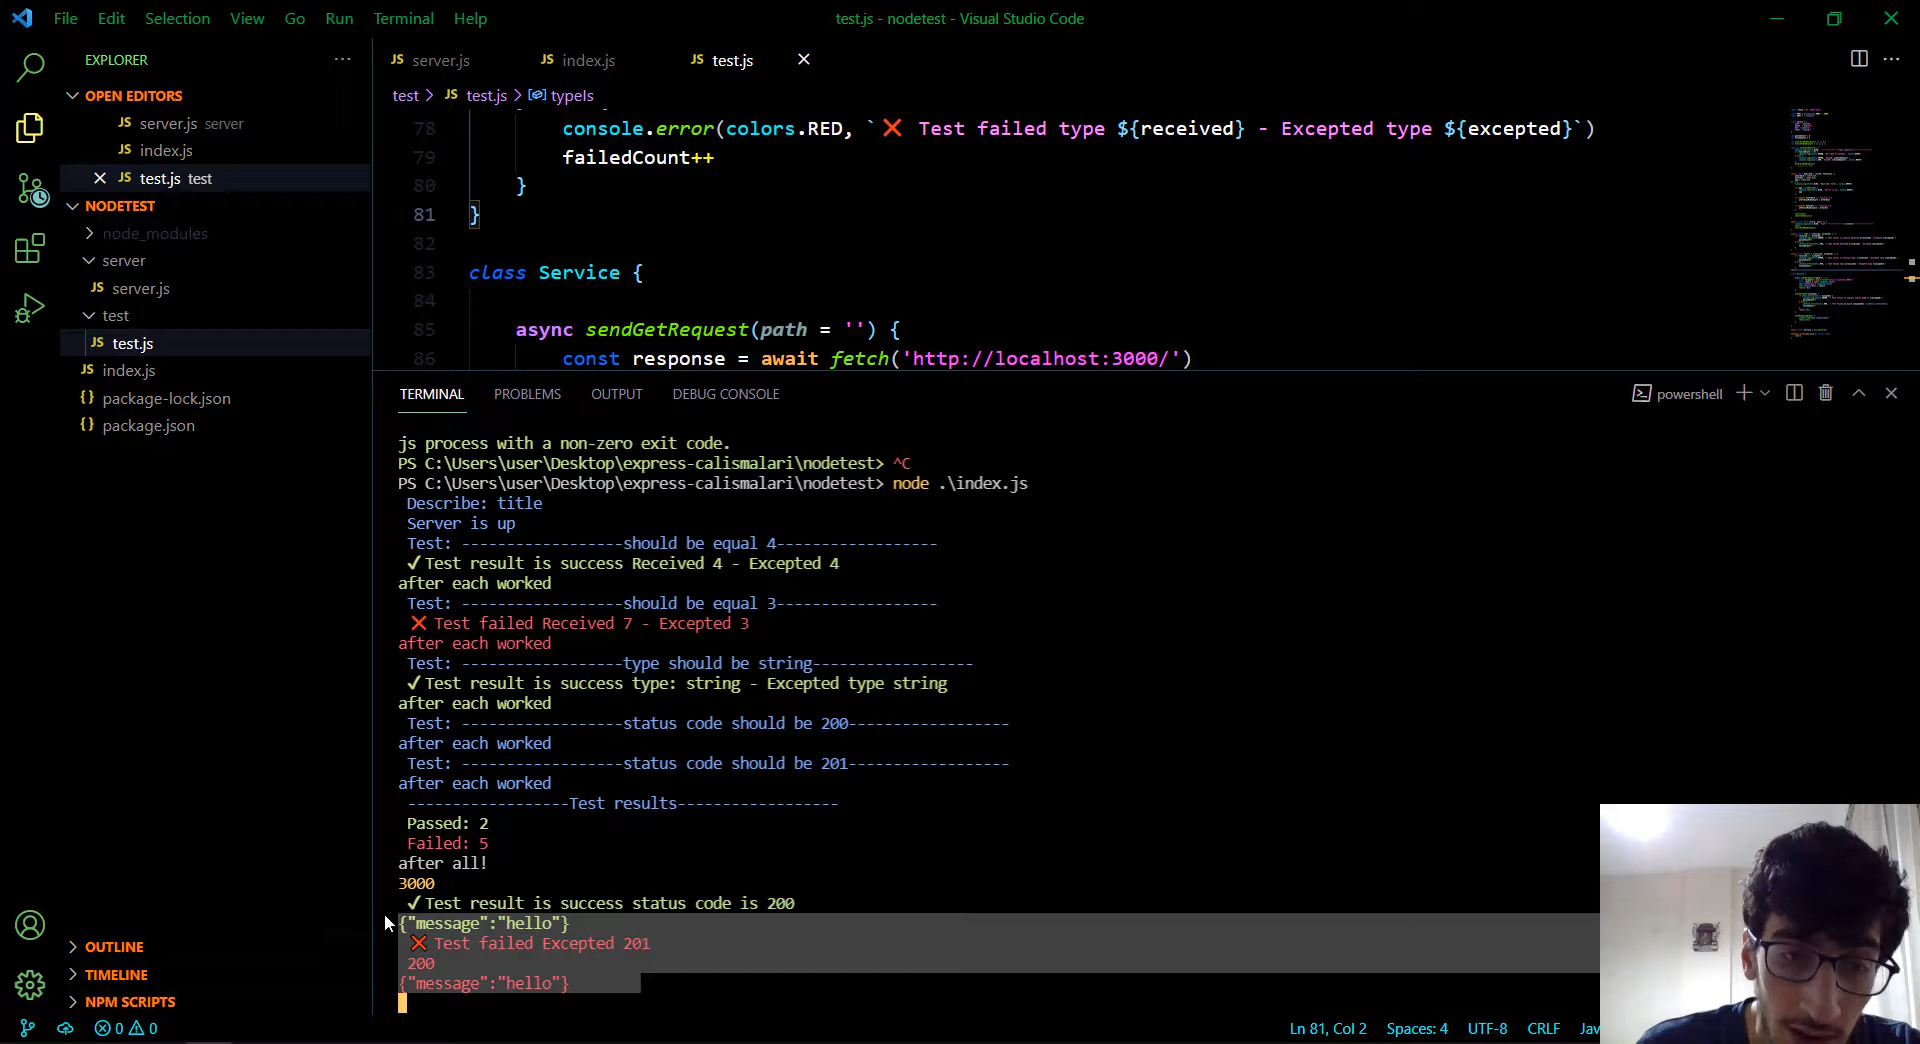 File Edit Selection View Go Run Terminal Help
test.js - nodetest - Visual Studio Code
EXPLORER
OPEN EDITORS
JS server.js server
JS index.js
JS test.js test
NODETEST
node_modules
server
JS server.js
test
JS test.js
JS index.js
{} package-lock.json
{} package.json
OUTLINE
TIMELINE
NPM SCRIPTS
JS server.js JS index.js JS test.js
test > JS test.js > typeIs
78 console.error(colors.RED, `❌ Test failed type ${received} - Excepted type ${excepted}`)
79 failedCount++
80 }
81 }
82
83 class Service {
84
85 async sendGetRequest(path = '') {
86 const response = await fetch('http://localhost:3000/')
TERMINAL PROBLEMS OUTPUT DEBUG CONSOLE
powershell
js process with a non-zero exit code.
PS C:\Users\user\Desktop\express-calismalari\nodetest> ^C
PS C:\Users\user\Desktop\express-calismalari\nodetest> node .\index.js
Describe: title
Server is up
Test: ------------------should be equal 4------------------
✓Test result is success Received 4 - Excepted 4
after each worked
Test: ------------------should be equal 3------------------
❌ Test failed Received 7 - Excepted 3
after each worked
Test: ------------------type should be string------------------
✓Test result is success type: string - Excepted type string
after each worked
Test: ------------------status code should be 200------------------
after each worked
Test: ------------------status code should be 201------------------
after each worked
------------------Test results------------------
Passed: 2
Failed: 5
after all!
3000
✓Test result is success status code is 200
{"message":"hello"}
❌ Test failed Excepted 201
200
{"message":"hello"}
0 0
Ln 81, Col 2 Spaces: 4 UTF-8 CRLF